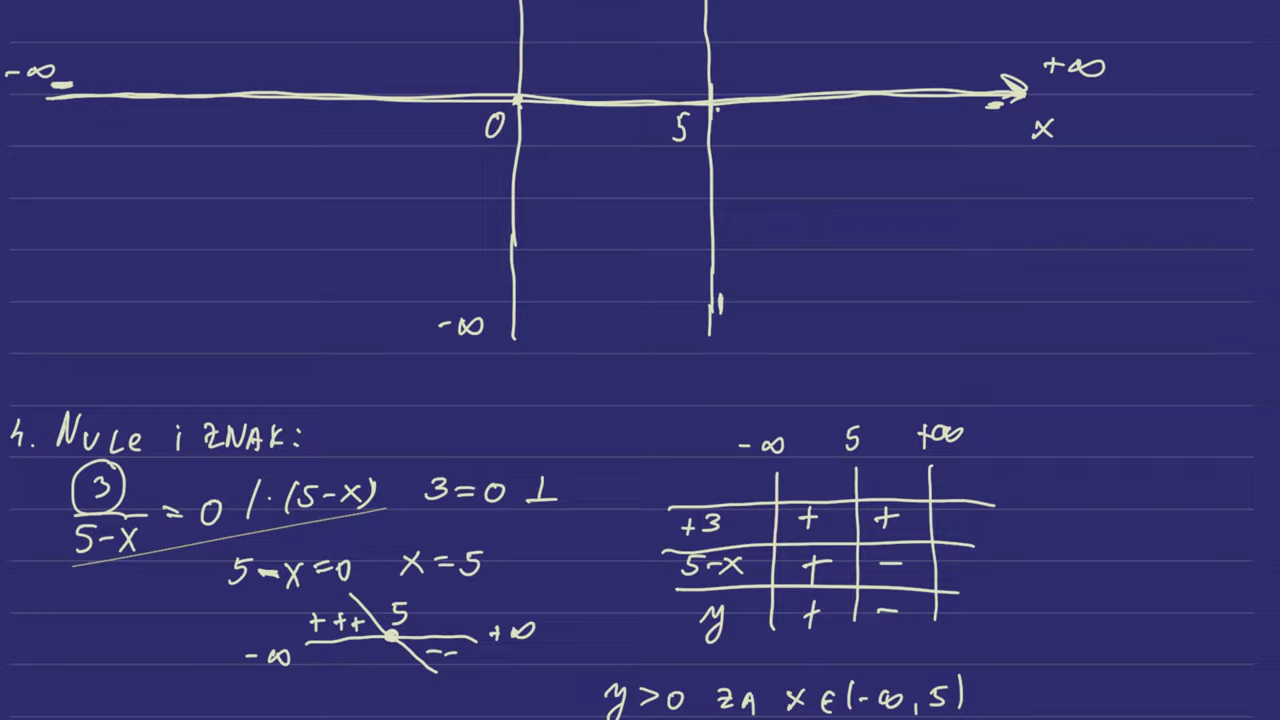 -∞ +∞
0 5 x
-∞
4. NULE i ZNAK:
3/(5-x) = 0 /·(5-x) 3=0 ⊥
5-x=0 x=5
+++ 5
-∞ -- +∞
-∞ 5 +∞
+3 + +
5-x + -
y + -
y>0 ZA x∈(-∞,5)